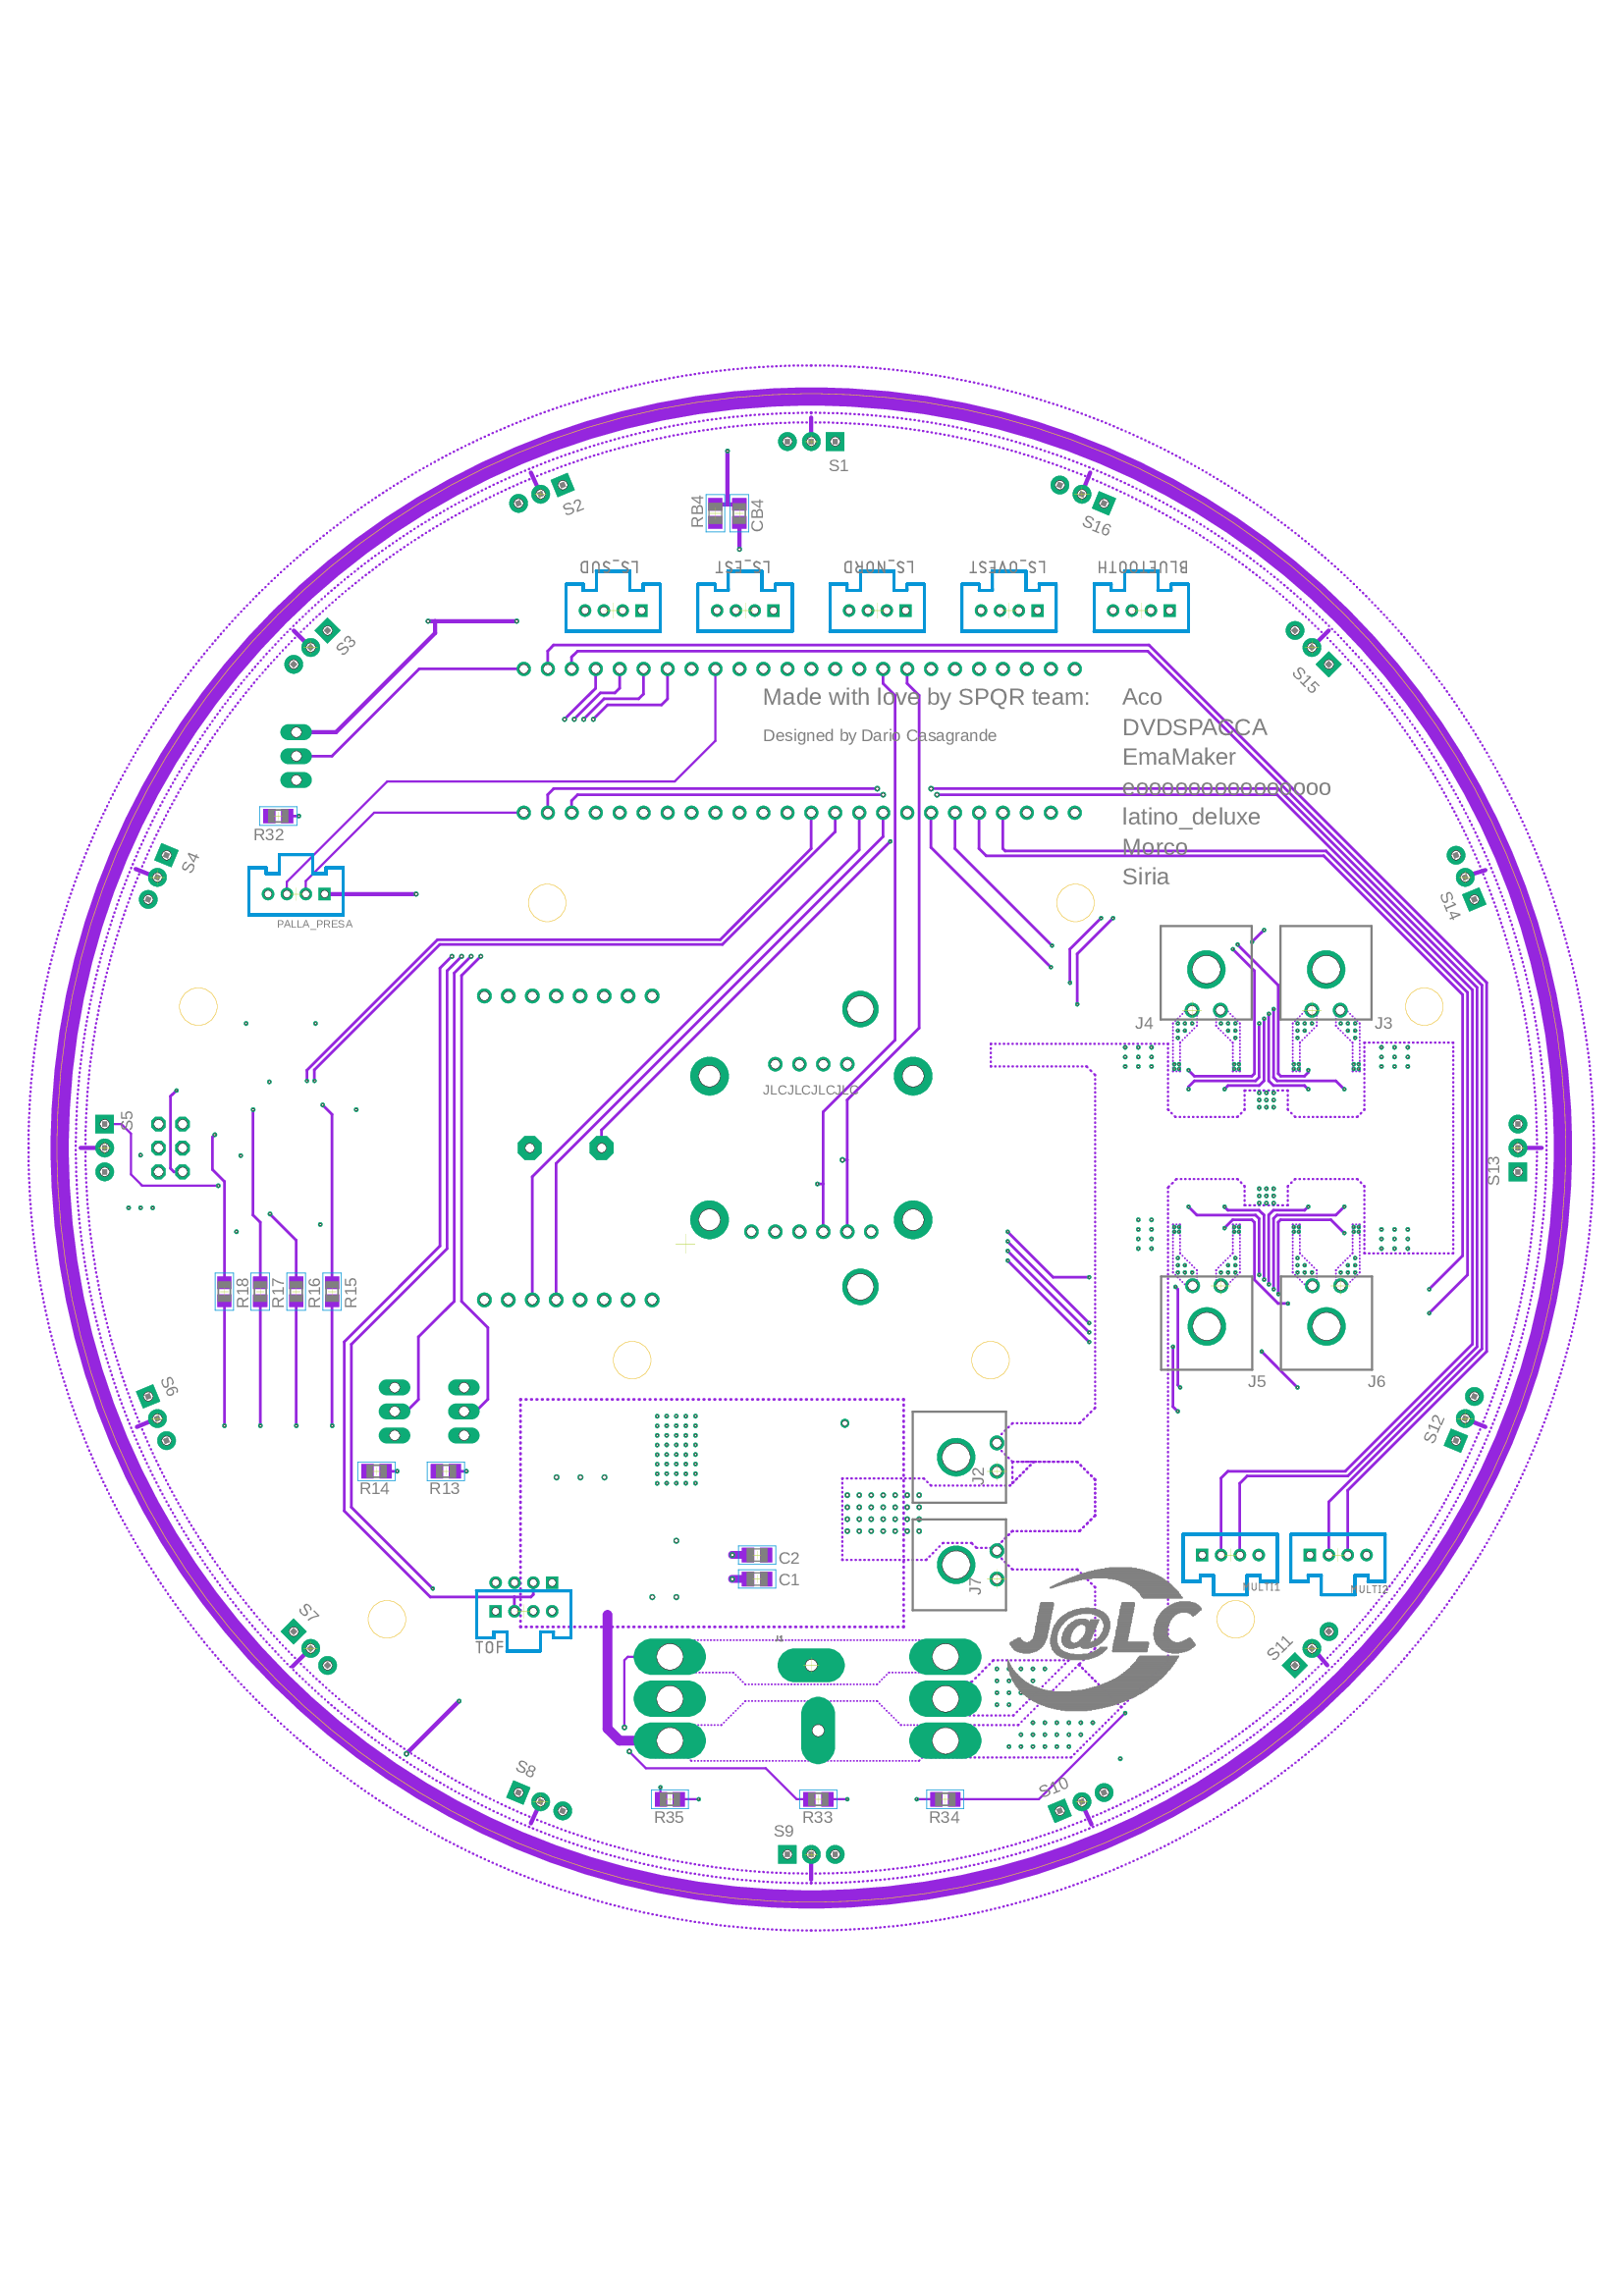 S1
S2
S16
RB4
CB4
LS_SUD
LS_EST
LS_NORD
LS_OVEST
BLUETOOTH
S3
S15
Made with love by SPQR team:
Designed by Dario Casagrande
Aco
DVDSPACCA
EmaMaker
eooooooooooooooo
latino_deluxe
Morco
Siria
R32
S4
S14
PALLA_PRESA
J4
J3
JLCJLCJLCJLC
S5
S13
R18
R17
R16
R15
S6
J5
J6
S12
R14
R13
J2
C2
C1
J7
MULTI1
MULTI2
S7
TOF
J1
J@LC
S11
S8
S10
R35
R33
R34
S9